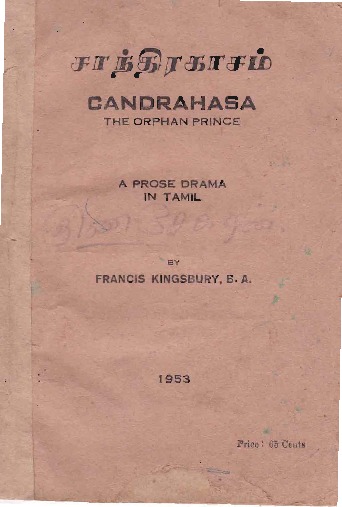 சாந்திரகாசம்
CANDRAHASA
THE ORPHAN PRINCE
A PROSE DRAMA
IN TAMIL
BY
FRANCIS KINGSBURY, B. A.
1953
Price: 65 Cents